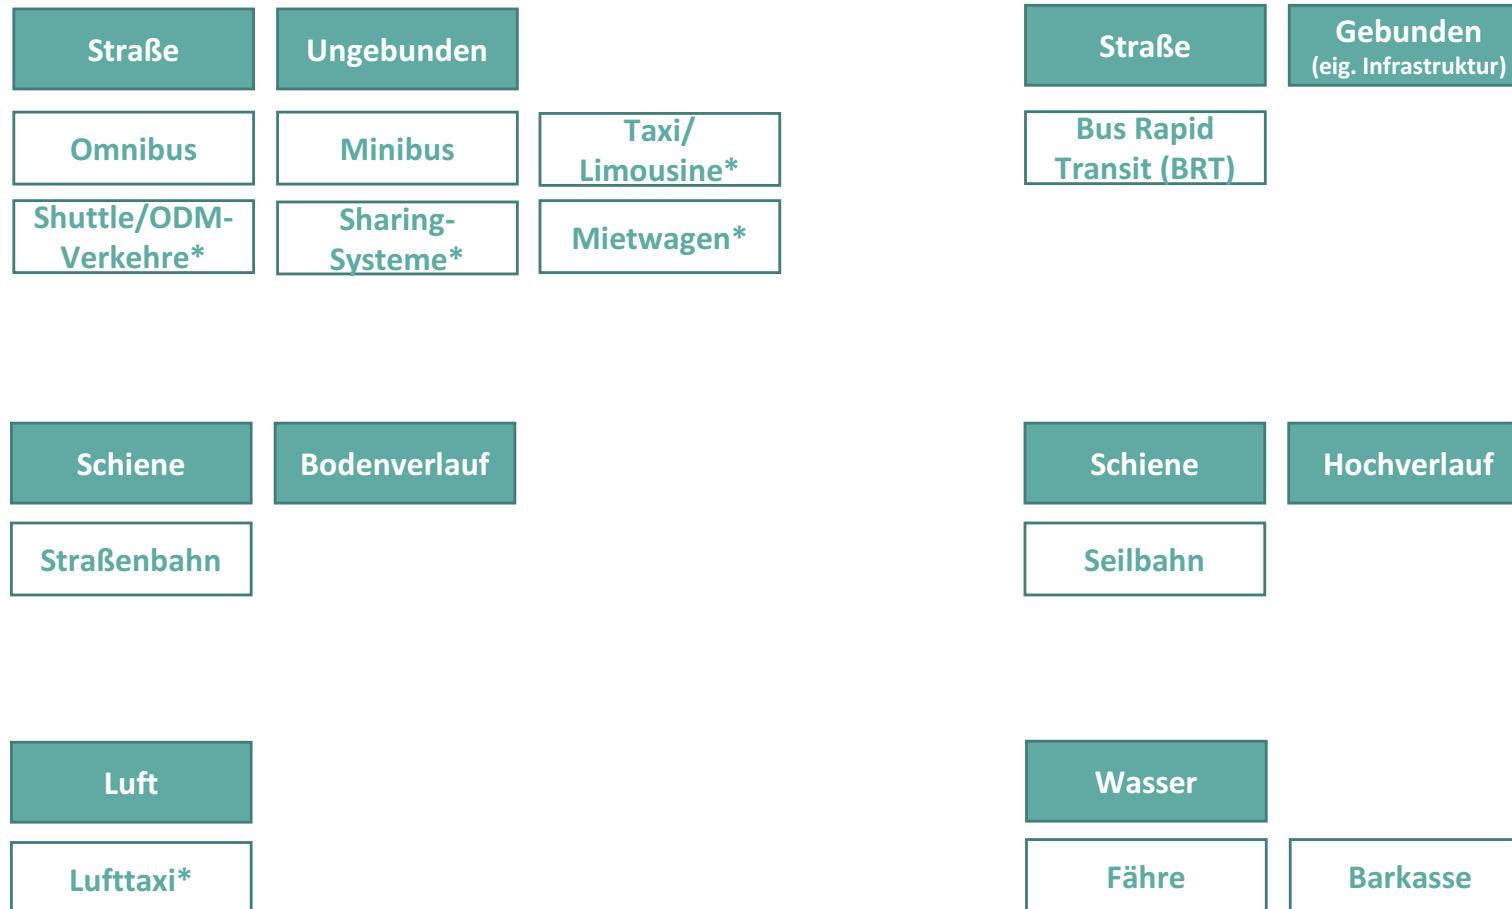 Straße
Ungebunden
Omnibus
Minibus
Taxi/
Limousine*
Shuttle/ODM-
Verkehre*
Sharing-
Systeme*
Mietwagen*
Straße
Gebunden
(eig. Infrastruktur)
Bus Rapid
Transit (BRT)
Schiene
Bodenverlauf
Straßenbahn
Schiene
Hochverlauf
Seilbahn
Luft
Lufttaxi*
Wasser
Fähre
Barkasse